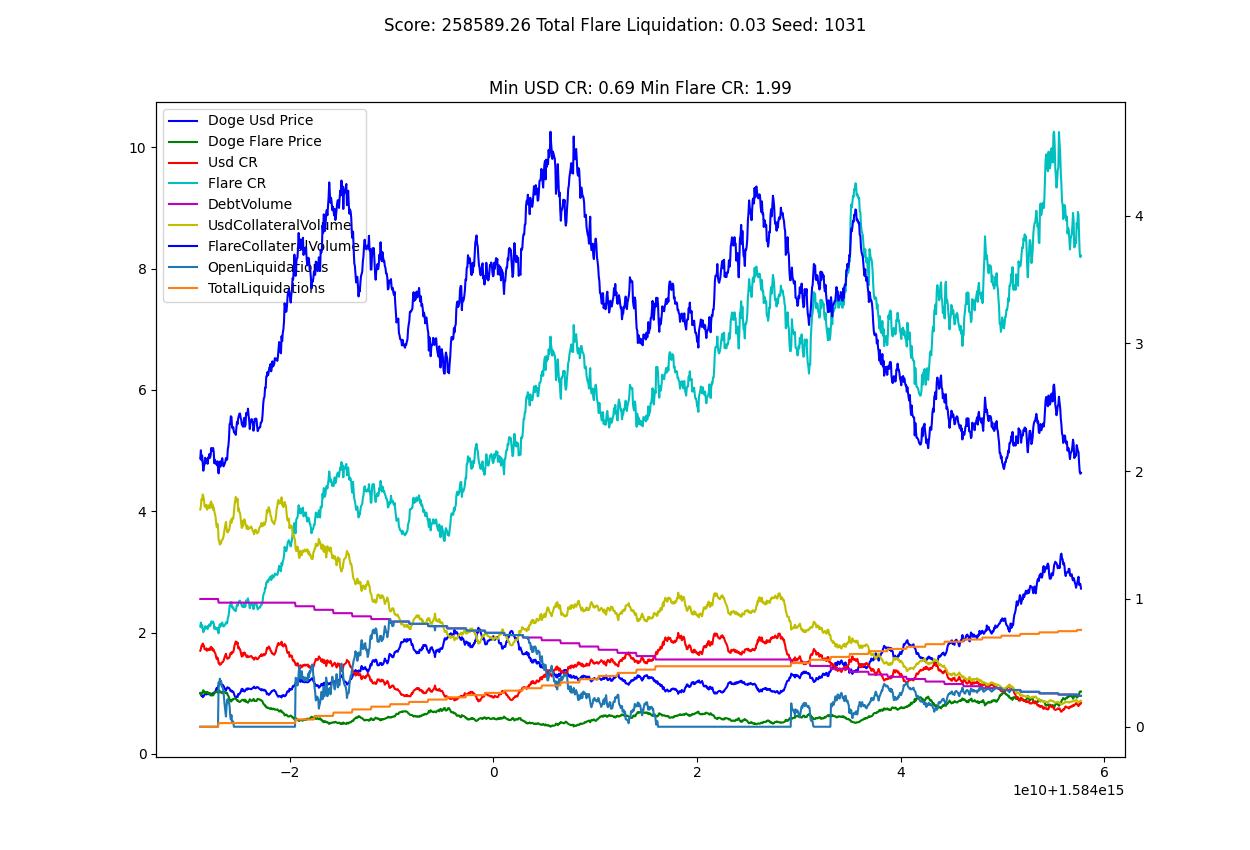 Score: 258589.26 Total Flare Liquidation: 0.03 Seed: 1031
Min USD CR: 0.69 Min Flare CR: 1.99
Doge Usd Price
Doge Flare Price
Usd CR
Flare CR
DebtVolume
UsdCollateralVolume
FlareCollateralVolume
OpenLiquidations
TotalLiquidations
10
8
6
4
2
0
4
3
2
1
0
−2
0
2
4
6
1e10+1.584e15